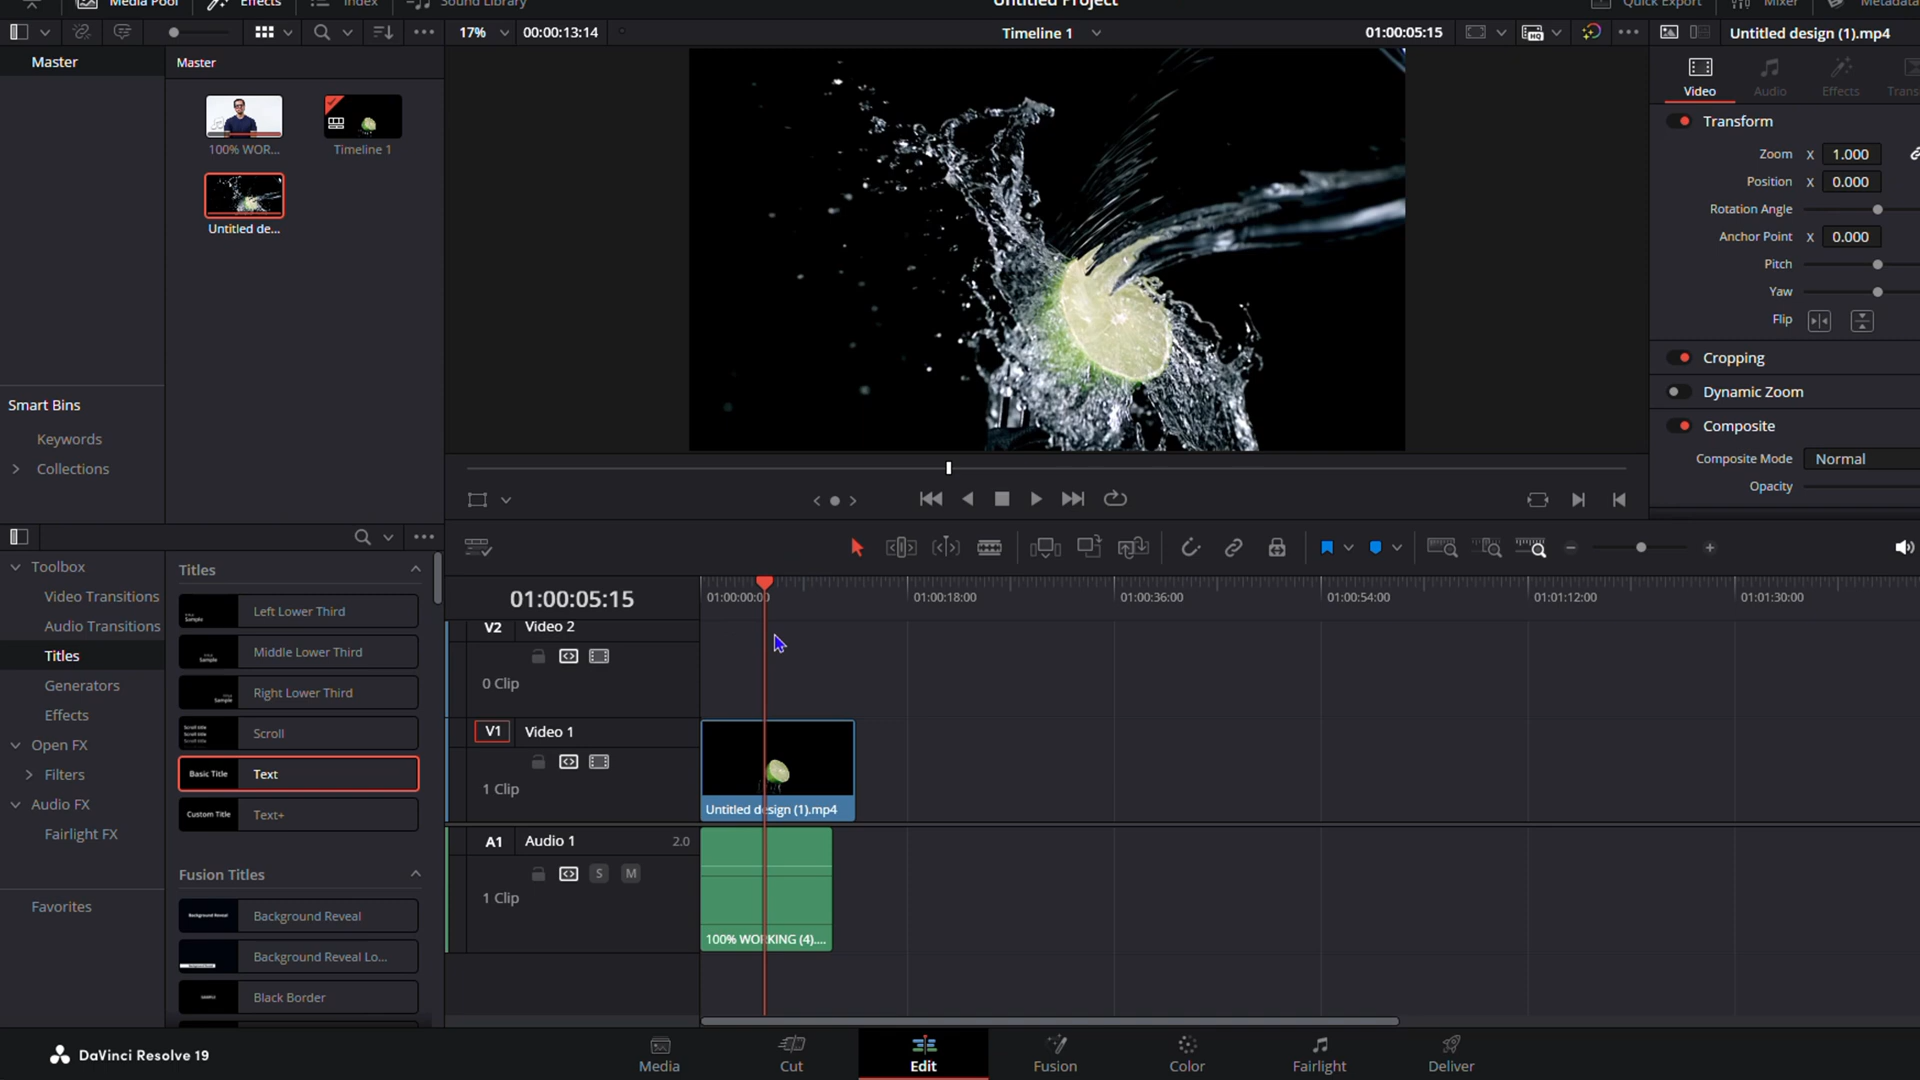 Media Pool
Effects
Index
Sound Library
Untitled Project
Quick Export
Mixer
Metadata
17%
00:00:13:14
Timeline 1
01:00:05:15
Untitled design (1).mp4
Master
Master
100% WOR...
Timeline 1
Untitled de...
Smart Bins
Keywords
Collections
Video
Audio
Effects
Trans
Transform
Zoom X 1.000
Position X 0.000
Rotation Angle
Anchor Point X 0.000
Pitch
Yaw
Flip
Cropping
Dynamic Zoom
Composite
Composite Mode Normal
Opacity
Toolbox
Video Transitions
Audio Transitions
Titles
Generators
Effects
Open FX
Filters
Audio FX
Fairlight FX
Favorites
Titles
Left Lower Third
Middle Lower Third
Right Lower Third
Scroll
Basic Title Text
Custom Title Text+
Fusion Titles
Background Reveal
Background Reveal Lo...
Black Border
01:00:05:15
01:00:00:00
01:00:18:00
01:00:36:00
01:00:54:00
01:01:12:00
01:01:30:00
V2 Video 2
0 Clip
V1 Video 1
1 Clip
Untitled design (1).mp4
A1 Audio 1 2.0
S M
1 Clip
100% WORKING (4)....
DaVinci Resolve 19
Media
Cut
Edit
Fusion
Color
Fairlight
Deliver